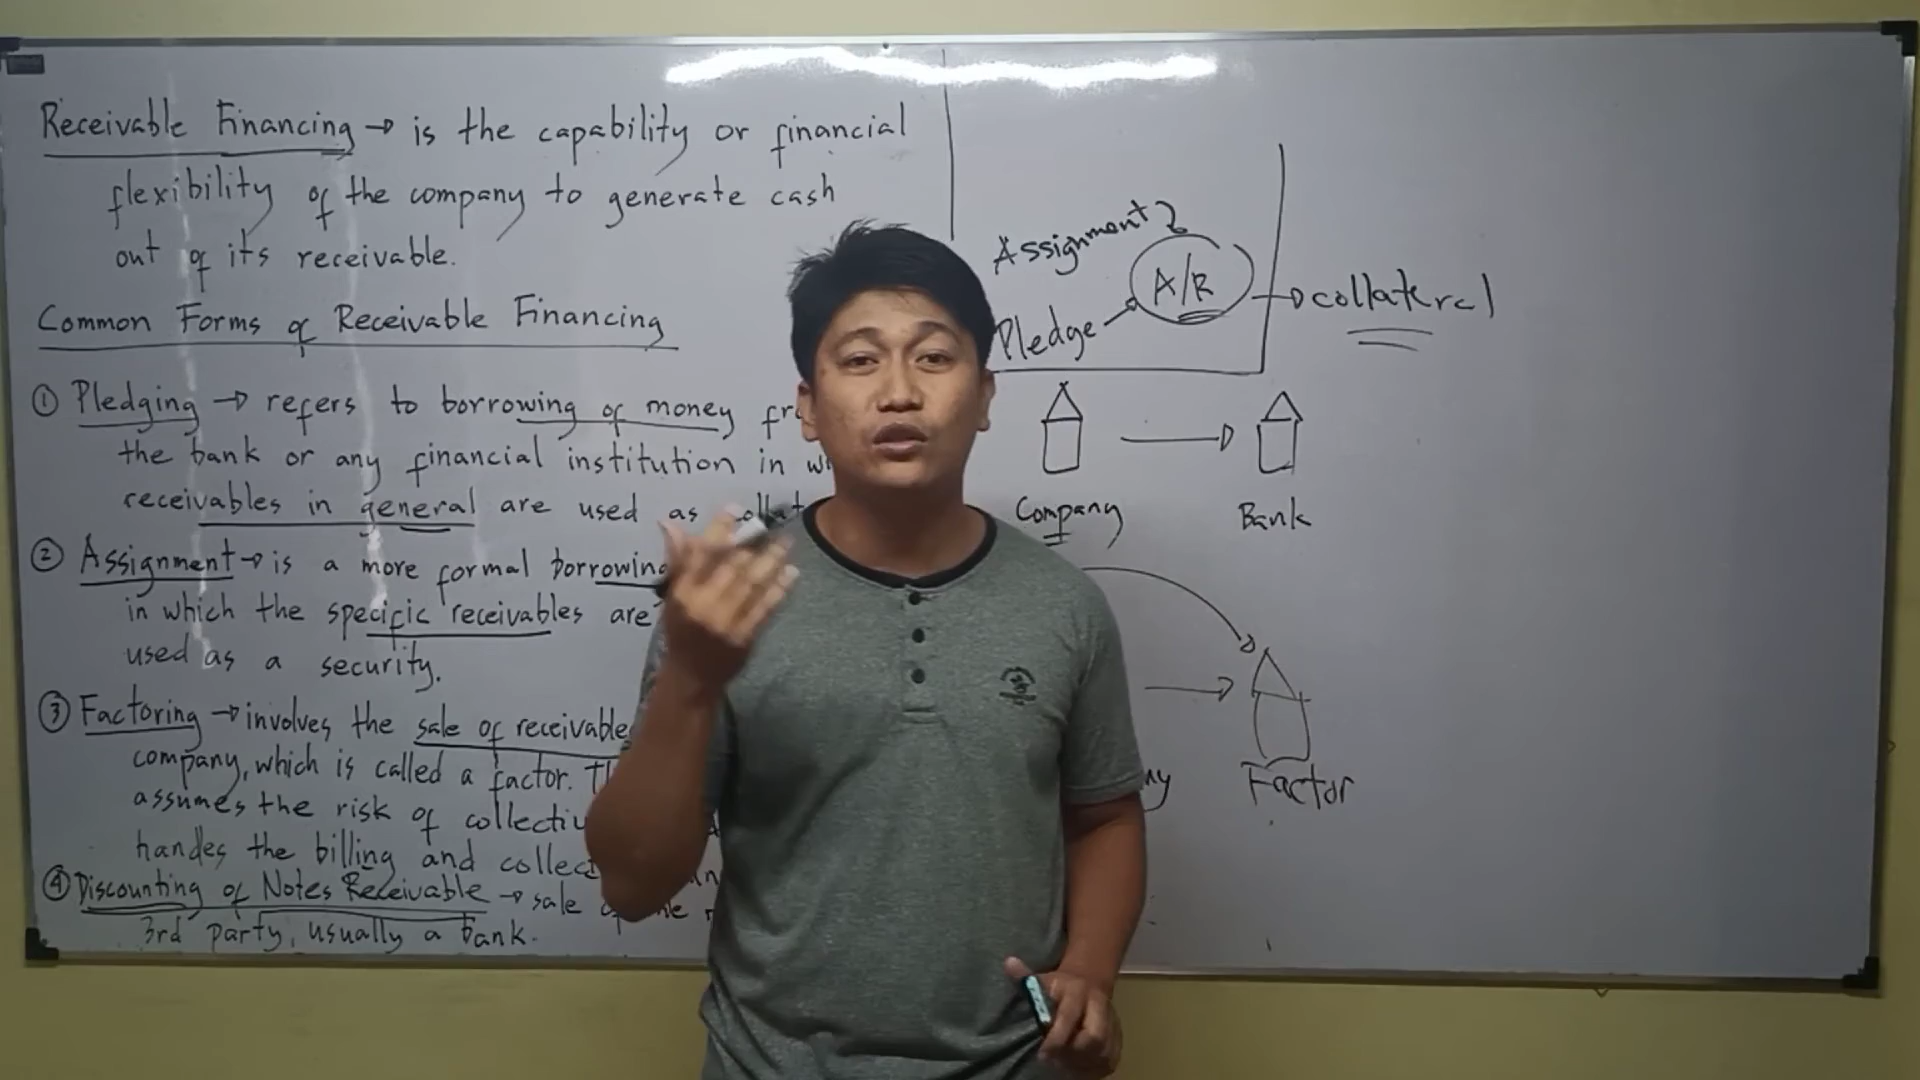 Receivable Financing → is the capability or financial
flexibility of the company to generate cash
out of its receivable.
Common Forms of Receivable Financing
① Pledging → refers to borrowing of money
the bank or any financial institution in
receivables in general are used as
② Assignment → is a more formal borrowing
in which the specific receivables are
used as a security.
③ Factoring → involves the sale of receivable
company, which is called a factor.
assumes the risk of
handes the billing and
④ Discounting of Notes Receivable → sale
3rd party, usually a bank.
Assignment
A/R → collateral
Pledge
Company → Bank
→ Factor